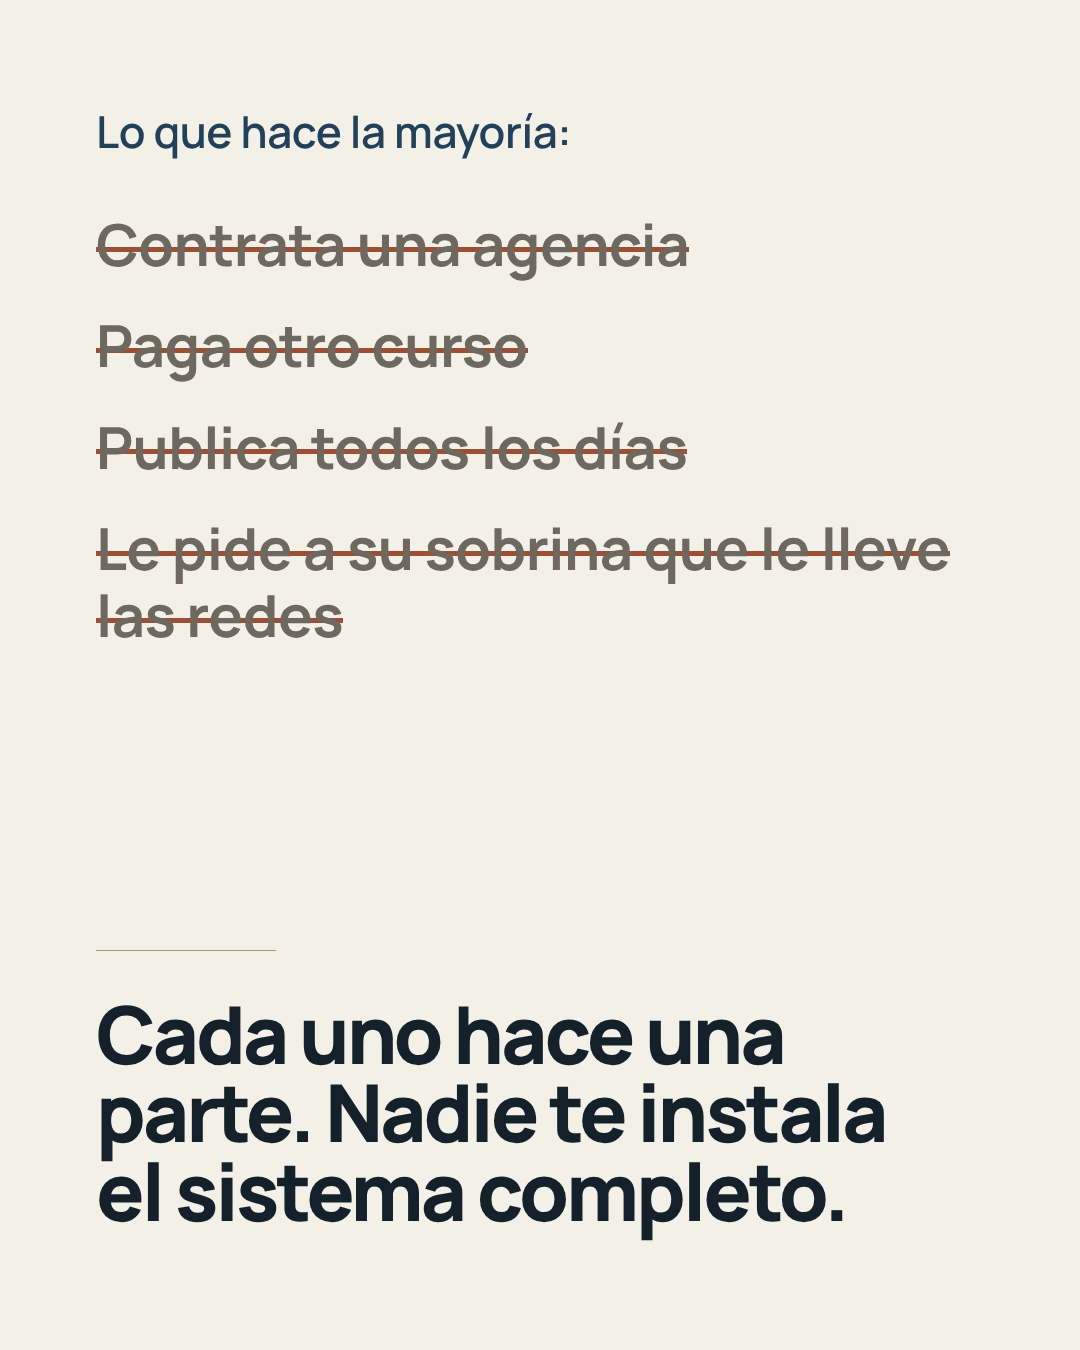 Lo que hace la mayoría:
Contrata una agencia
Paga otro curso
Publica todos los días
Le pide a su sobrina que le lleve
las redes
Cada uno hace una
parte. Nadie te instala
el sistema completo.